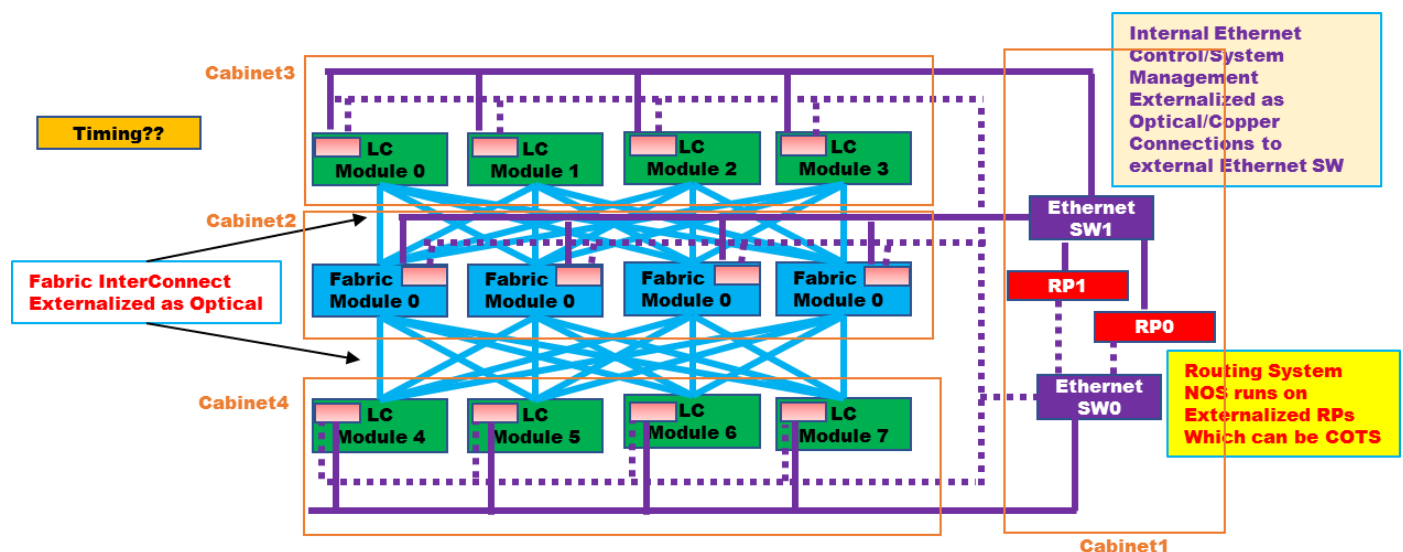 Internal Ethernet
Control/System
Management
Externalized as
Optical/Copper
Connections to
external Ethernet SW
Cabinet3
Timing??
LC
Module 0
LC
Module 1
LC
Module 2
LC
Module 3
Cabinet2
Ethernet
SW1
Fabric InterConnect
Externalized as Optical
Fabric
Module 0
Fabric
Module 0
Fabric
Module 0
Fabric
Module 0
RP1
RP0
Cabinet4
Ethernet
SW0
Routing System
NOS runs on
Externalized RPs
Which can be COTS
LC
Module 4
LC
Module 5
LC
Module 6
LC
Module 7
Cabinet1